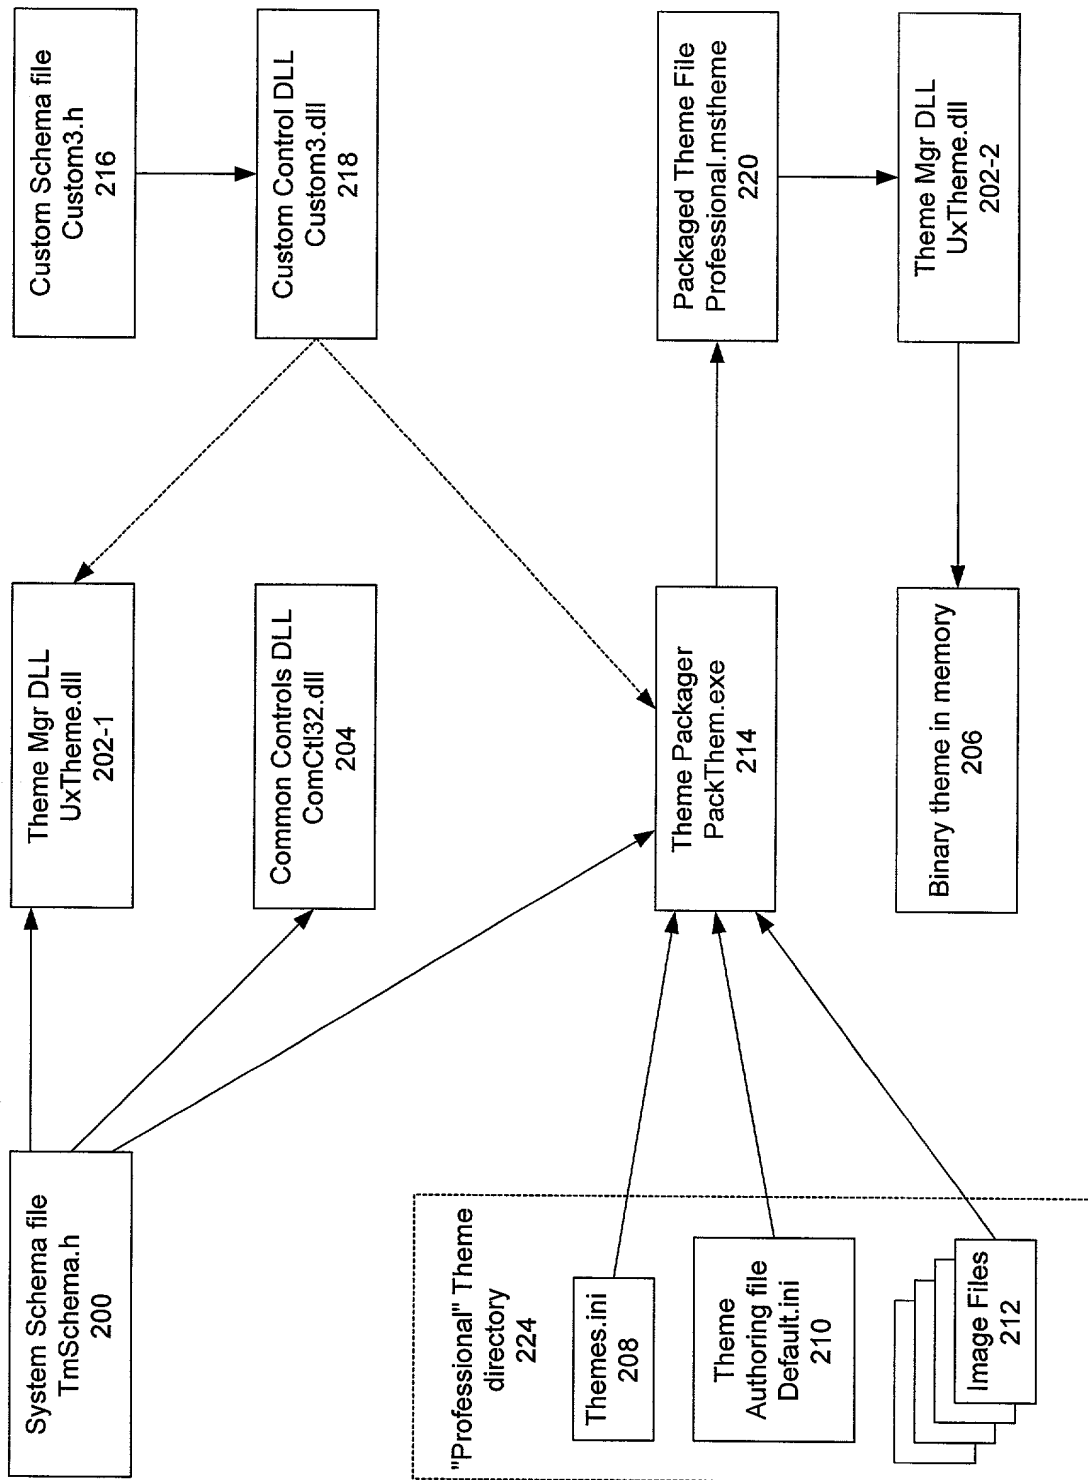 System Schema file
TmSchema.h
200
Theme Mgr DLL
UxTheme.dll
202-1
Custom Schema file
Custom3.h
216
Common Controls DLL
ComCtl32.dll
204
Custom Control DLL
Custom3.dll
218
"Professional" Theme
directory
224
Themes.ini
208
Theme
Authoring file
Default.ini
210
Image Files
212
Theme Packager
PackThem.exe
214
Packaged Theme File
Professional.mstheme
220
Binary theme in memory
206
Theme Mgr DLL
UxTheme.dll
202-2